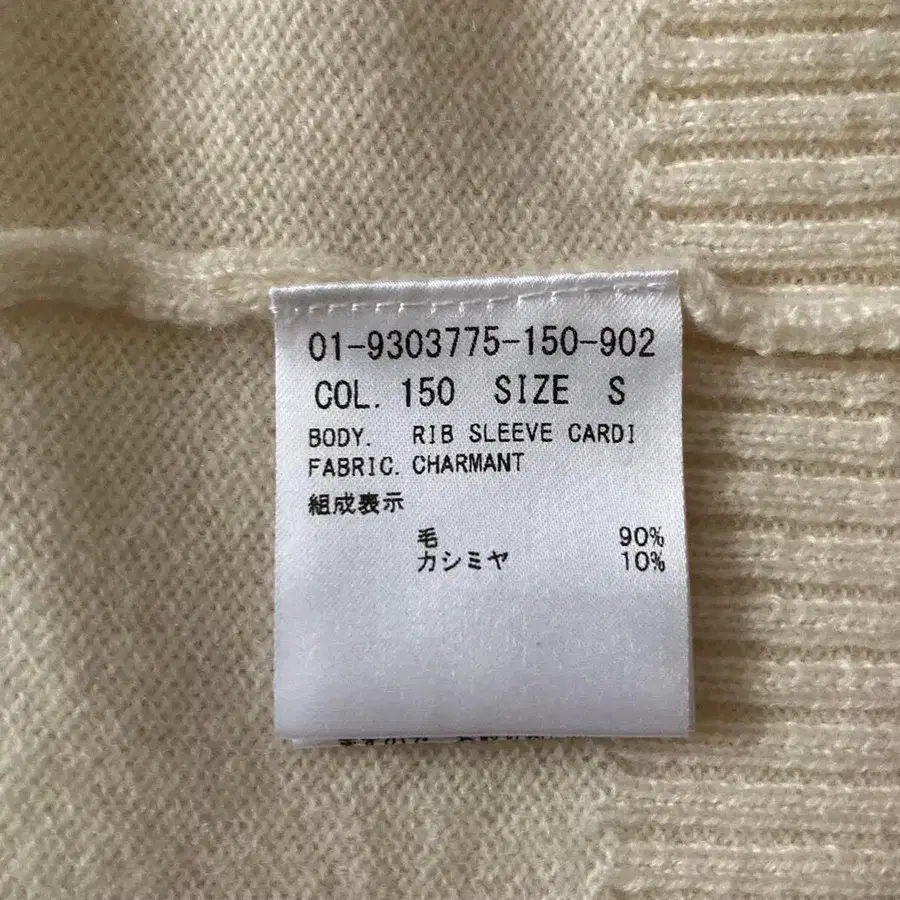 01-9303775-150-902
COL. 150 SIZE S
BODY. RIB SLEEVE CARDI
FABRIC. CHARMANT
組成表示
毛 90%
カシミヤ 10%